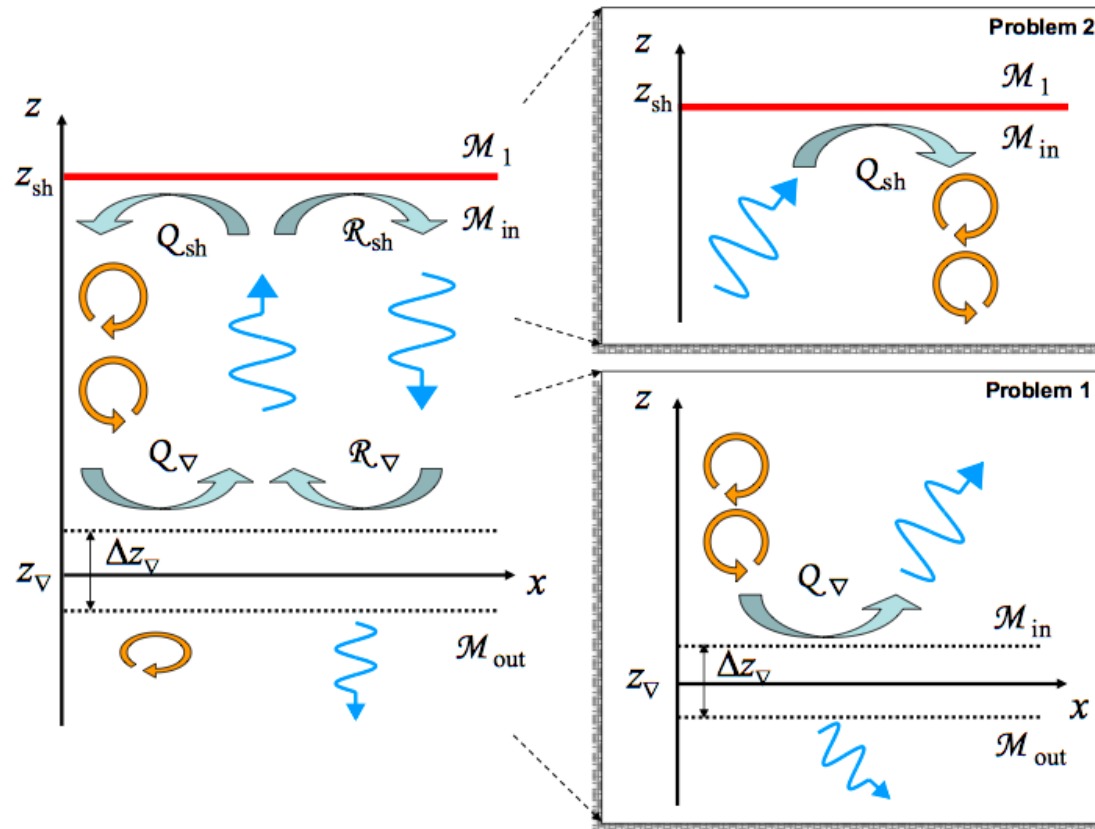 z
z_sh
ℳ_1
ℳ_in
Q_sh
ℛ_sh
Q_∇
ℛ_∇
Δz_∇
z_∇
x
ℳ_out
Problem 2
z
z_sh
ℳ_1
ℳ_in
Q_sh
Problem 1
z
Q_∇
ℳ_in
Δz_∇
z_∇
x
ℳ_out